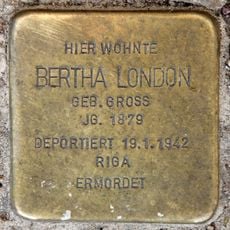 HIER WOHNTE
BERTHA LONDON
GEB. GROSS
JG. 1879
DEPORTIERT 19.1.1942
RIGA
ERMORDET